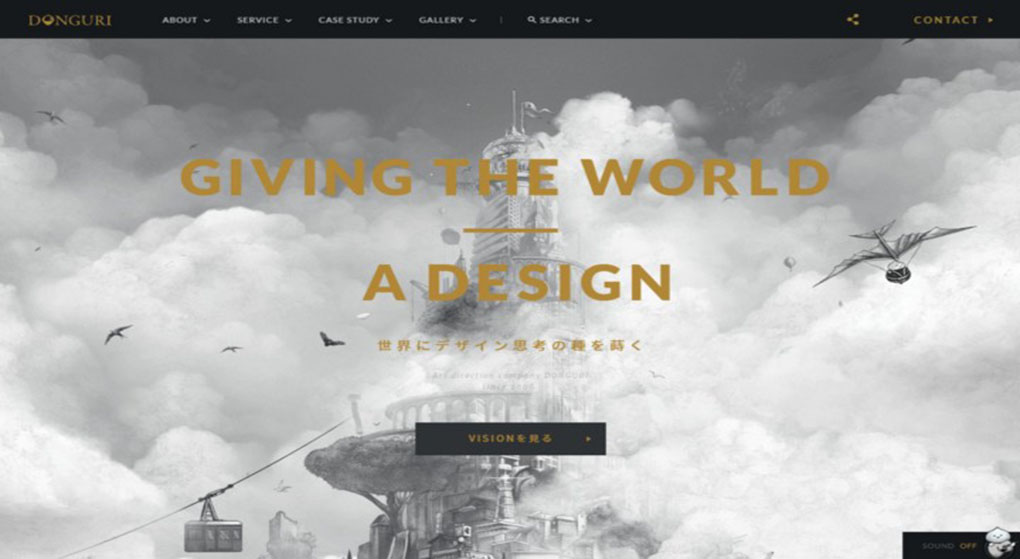 DONGURI
ABOUT SERVICE CASE STUDY GALLERY | SEARCH
CONTACT
GIVING THE WORLD
A DESIGN
世界にデザイン思考の種を蒔く
Art direction company DONGURI
VISIONを見る
SOUND OFF